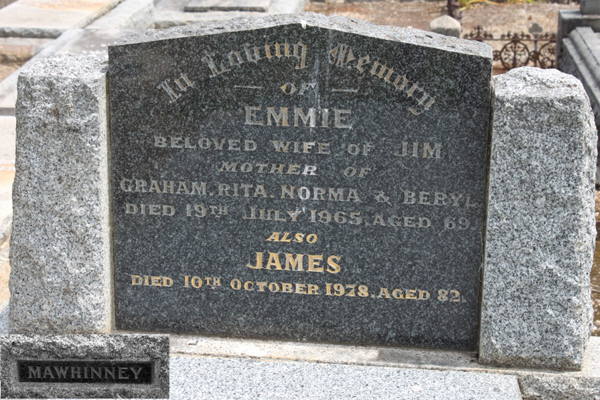 In Loving Memory
OF
EMMIE
BELOVED WIFE OF JIM
MOTHER OF
GRAHAM, RITA, NORMA & BERYL
DIED 19TH JULY 1965, AGED 69.
ALSO
JAMES
DIED 10TH OCTOBER 1978, AGED 82.
MAWHINNEY